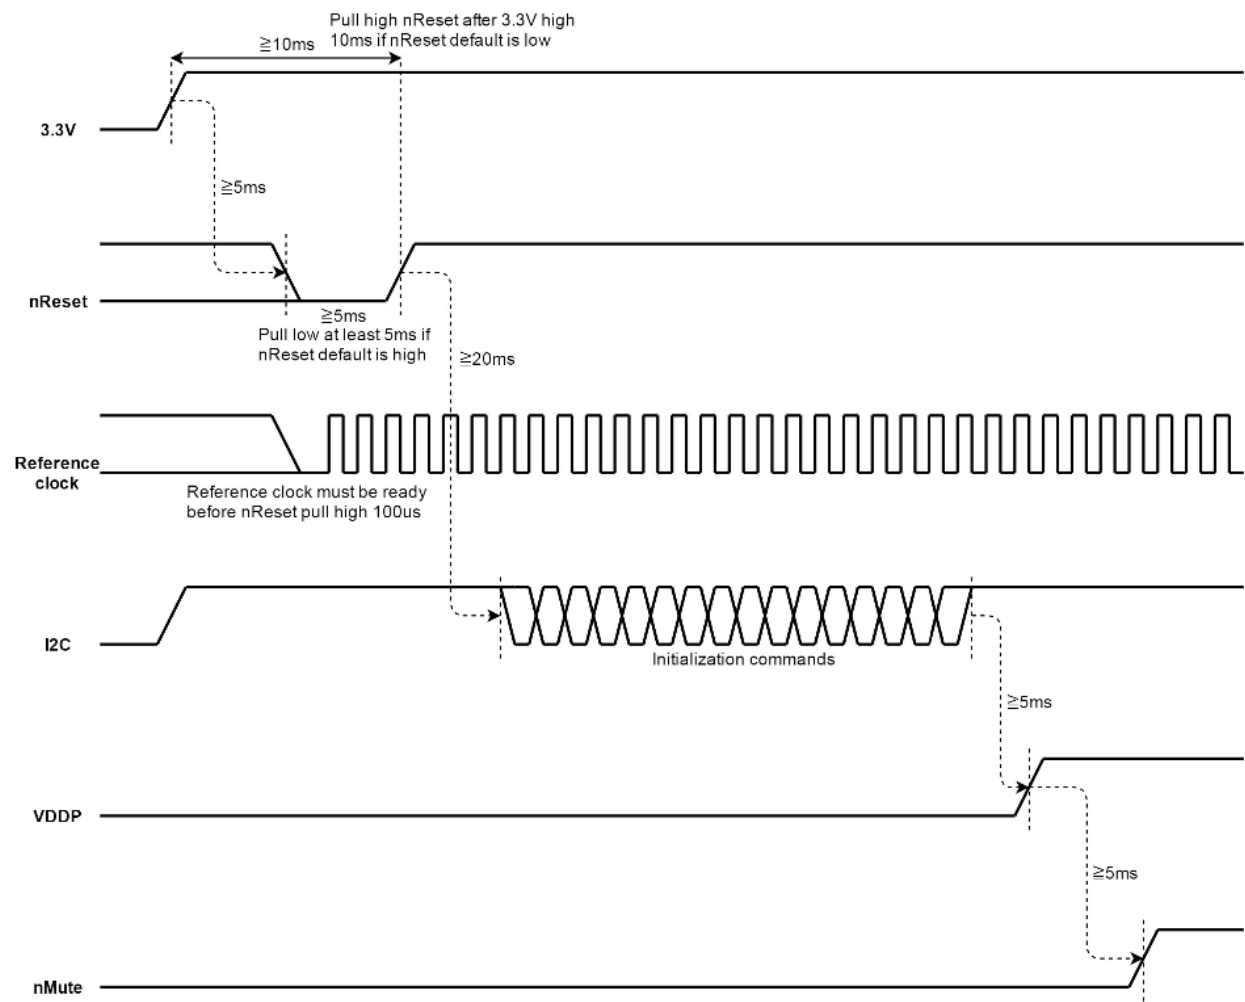 Pull high nReset after 3.3V high
≧10ms
10ms if nReset default is low
3.3V
≧5ms
nReset
≧5ms
Pull low at least 5ms if
nReset default is high
≧20ms
Reference
clock
Reference clock must be ready
before nReset pull high 100us
I2C
Initialization commands
≧5ms
VDDP
≧5ms
nMute